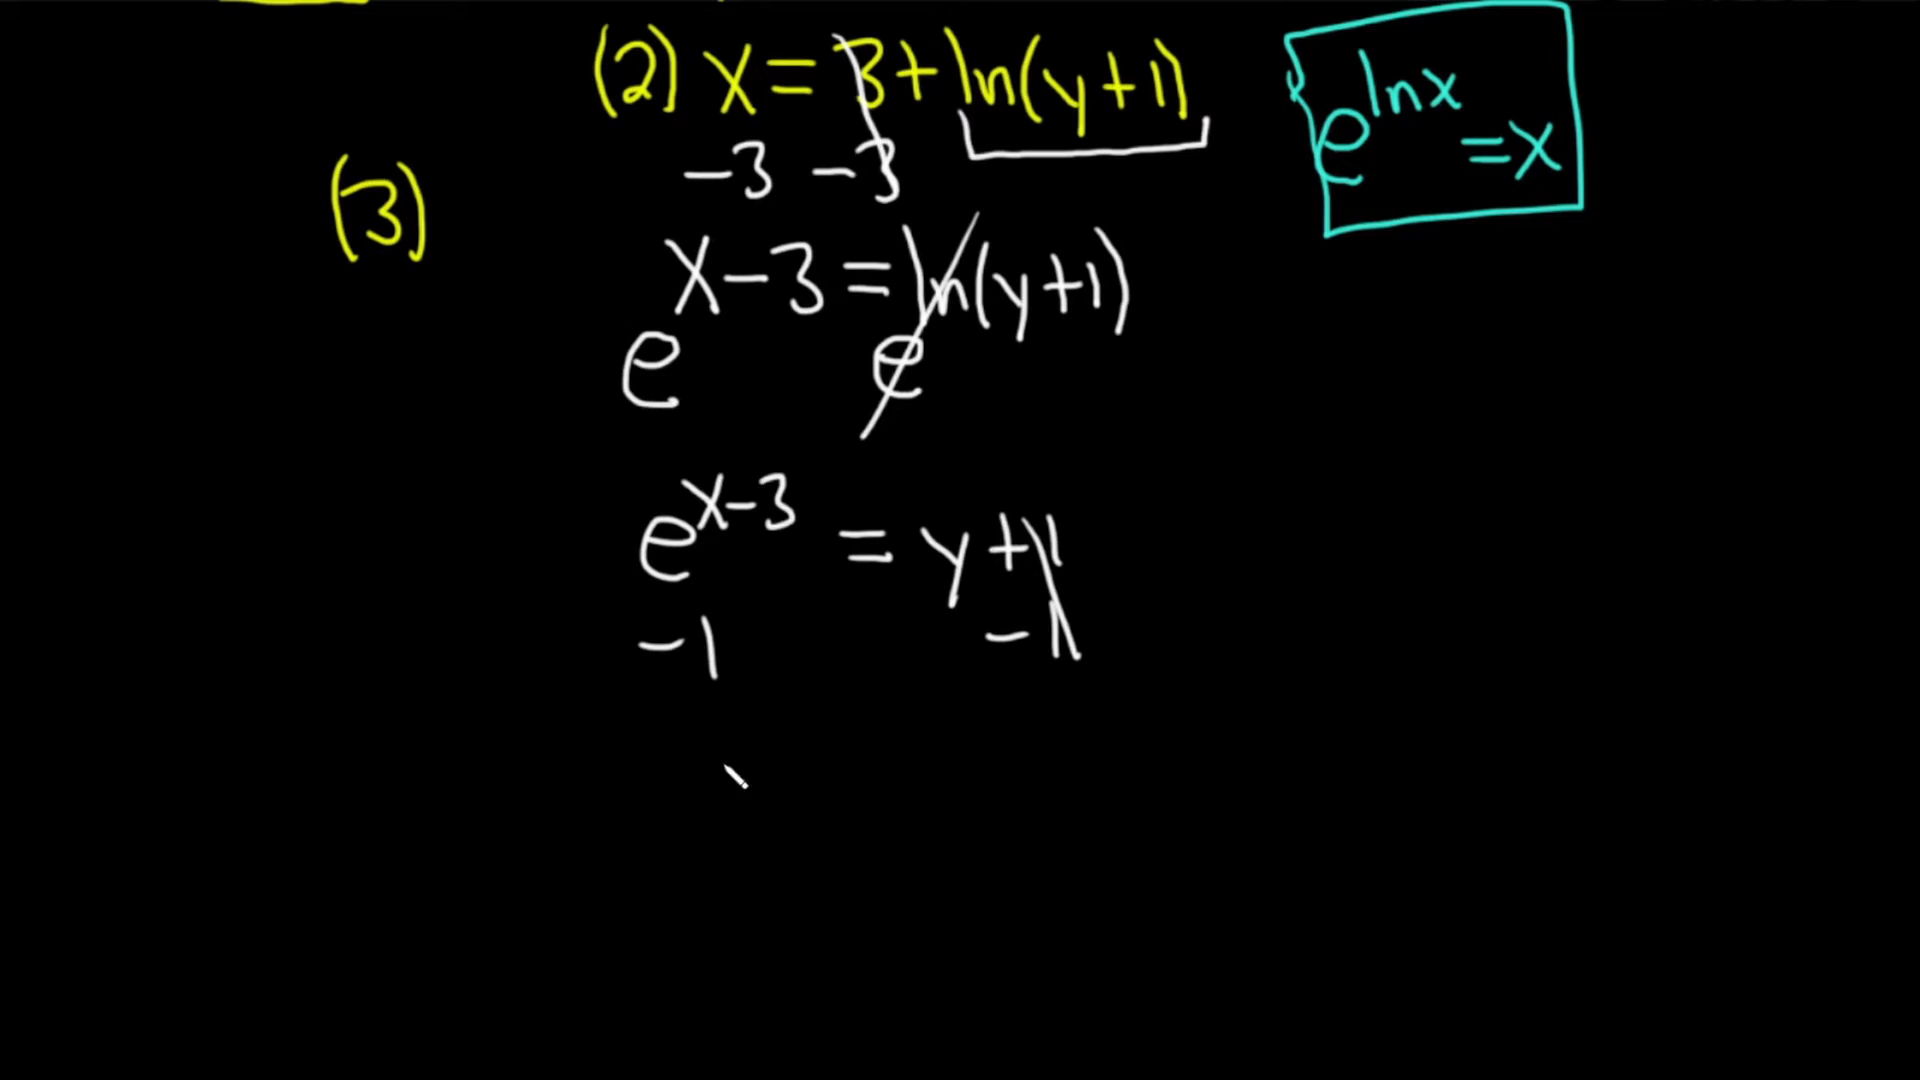 (2) x = 3 + ln(y+1)
e^{ln x} = x
-3 -3
(3)
x - 3 = ln(y+1)
e e
e^{x-3} = y + 1
-1 -1